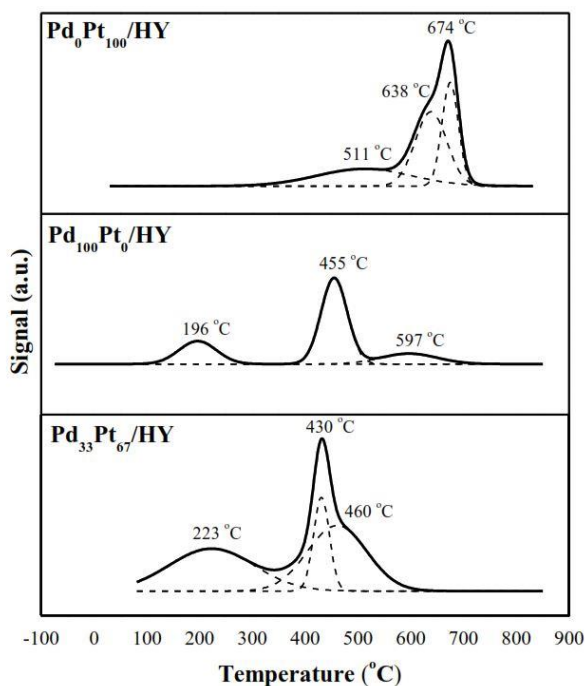 Pd₀Pt₁₀₀/HY
674 °C
638 °C
511 °C
Pd₁₀₀Pt₀/HY
455 °C
196 °C
597 °C
Signal (a.u.)
Pd₃₃Pt₆₇/HY
430 °C
460 °C
223 °C
-100 0 100 200 300 400 500 600 700 800 900
Temperature (°C)